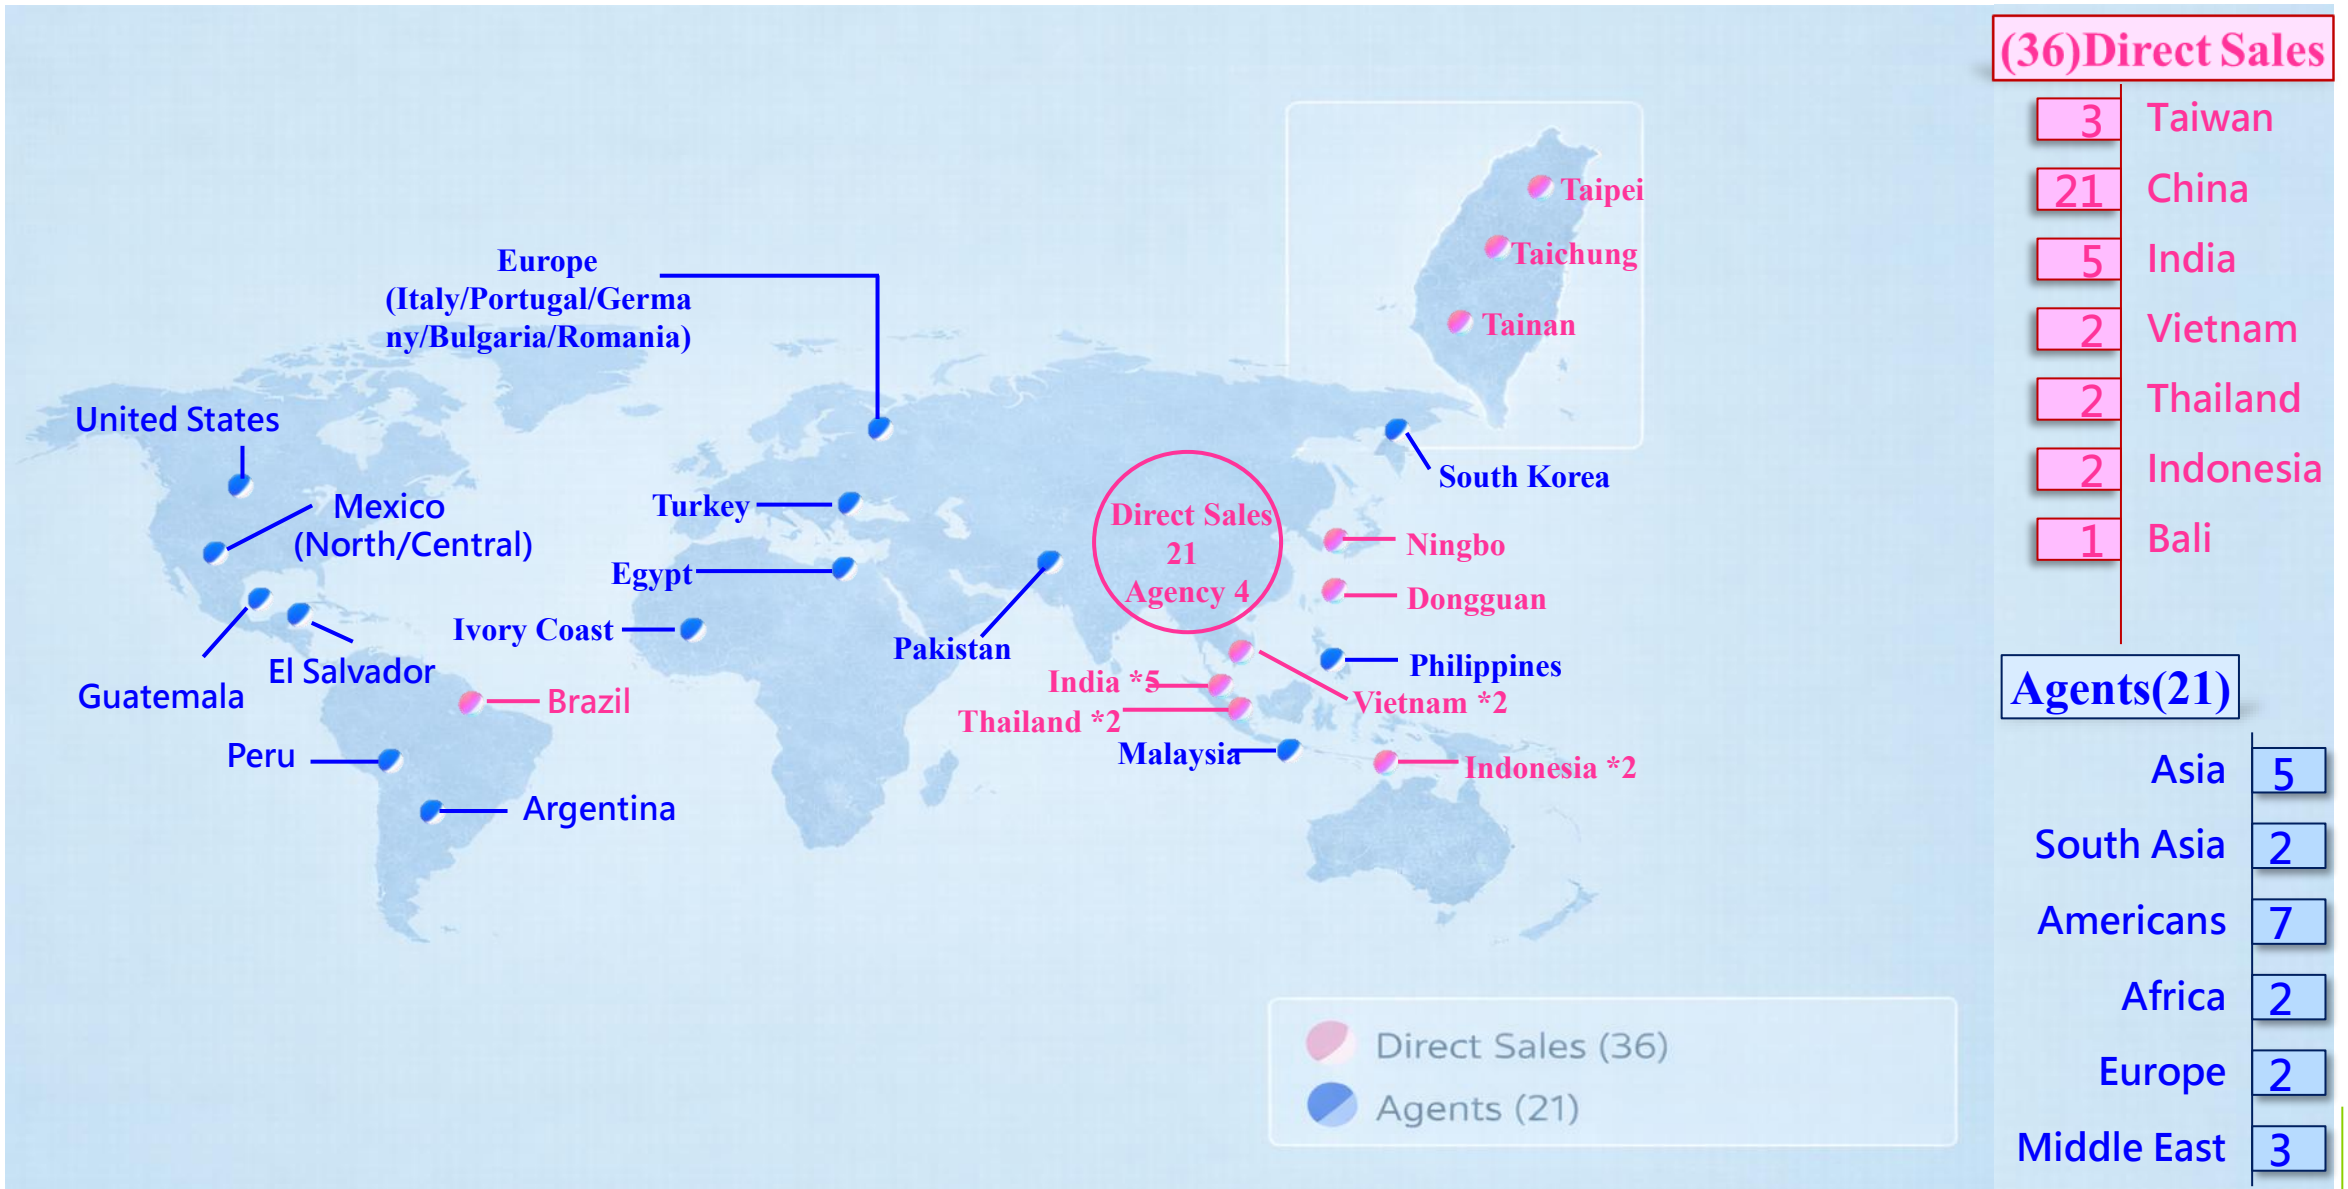 (36)Direct Sales
3 Taiwan
21 China
5 India
2 Vietnam
2 Thailand
2 Indonesia
1 Bali
Agents(21)
Asia 5
South Asia 2
Americans 7
Africa 2
Europe 2
Middle East 3
Taipei
Taichung
Tainan
Europe
(Italy/Portugal/Germa
ny/Bulgaria/Romania)
United States
Mexico
(North/Central)
Guatemala
El Salvador
Brazil
Peru
Argentina
Turkey
Egypt
Ivory Coast
Pakistan
Direct Sales
21
Agency 4
South Korea
Ningbo
Dongguan
Philippines
India *5
Thailand *2
Vietnam *2
Malaysia
Indonesia *2
Direct Sales (36)
Agents (21)